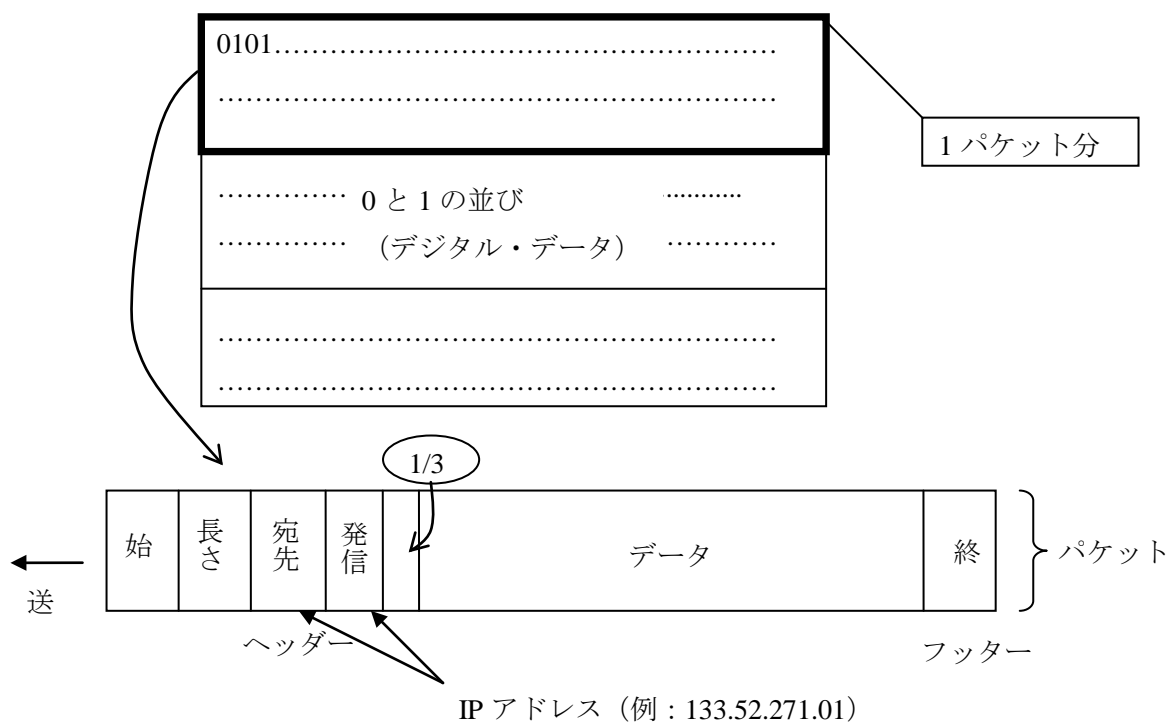 0101……………………………………………
……………………………………………………
1 パケット分
…………… 0 と 1 の並び ………...
…………… (デジタル・データ) …………
……………………………………………………
……………………………………………………
1/3
始 長さ 宛先 発信 データ 終 パケット
送
ヘッダー フッター
IP アドレス(例:133.52.271.01)